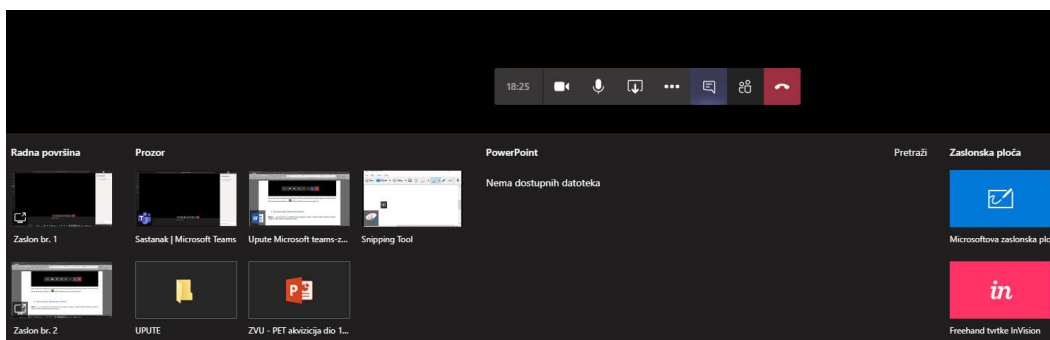 18:25
Radna površina
Prozor
PowerPoint
Pretraži
Zaslonska ploča
Nema dostupnih datoteka
Zaslon br. 1
Sastanak | Microsoft Teams
Upute Microsoft teams-z...
Snipping Tool
Microsoftova zaslonska plo
in
Zaslon br. 2
UPUTE
ZVU - PET akvizicija dio 1...
Freehand tvrtke InVision